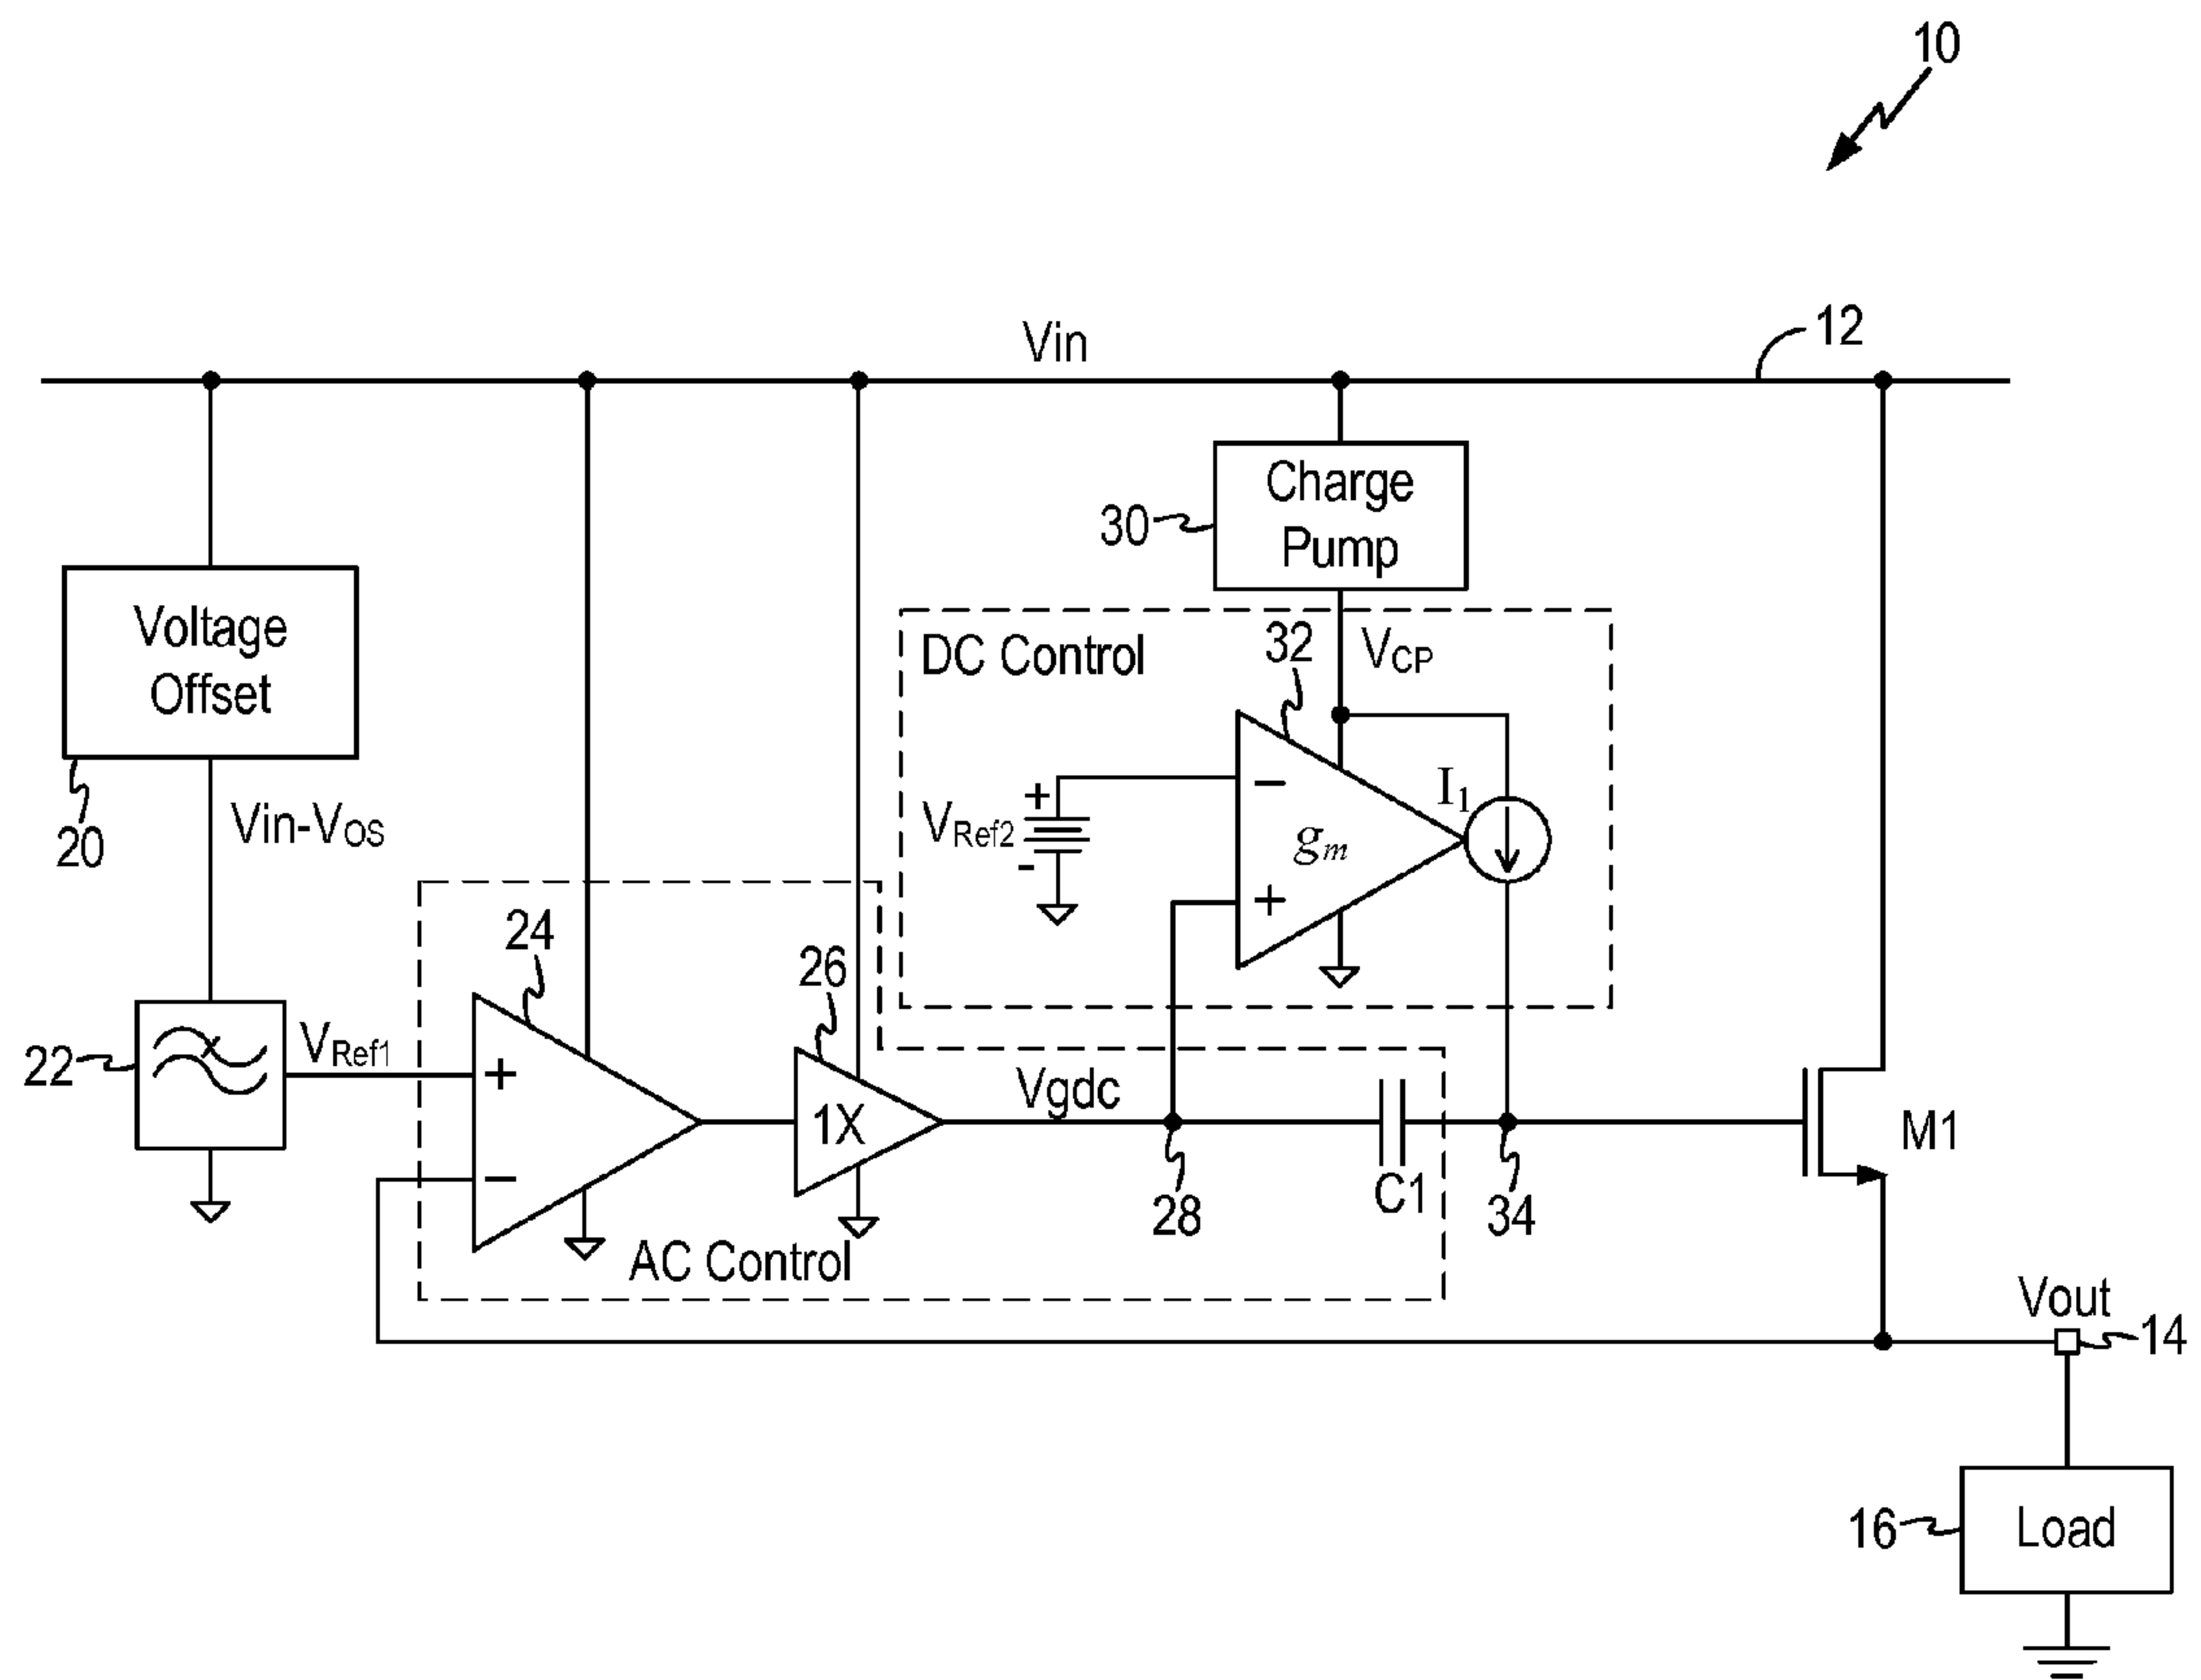 10
Vin
12
Charge
Pump
30
Voltage
Offset
20
Vin-VOS
DC Control
32
VCP
I1
+
VRef2
-
−
gm
+
24
26
22
VRef1
+
−
1X
Vgdc
28
C1
34
M1
AC Control
Vout
14
16
Load